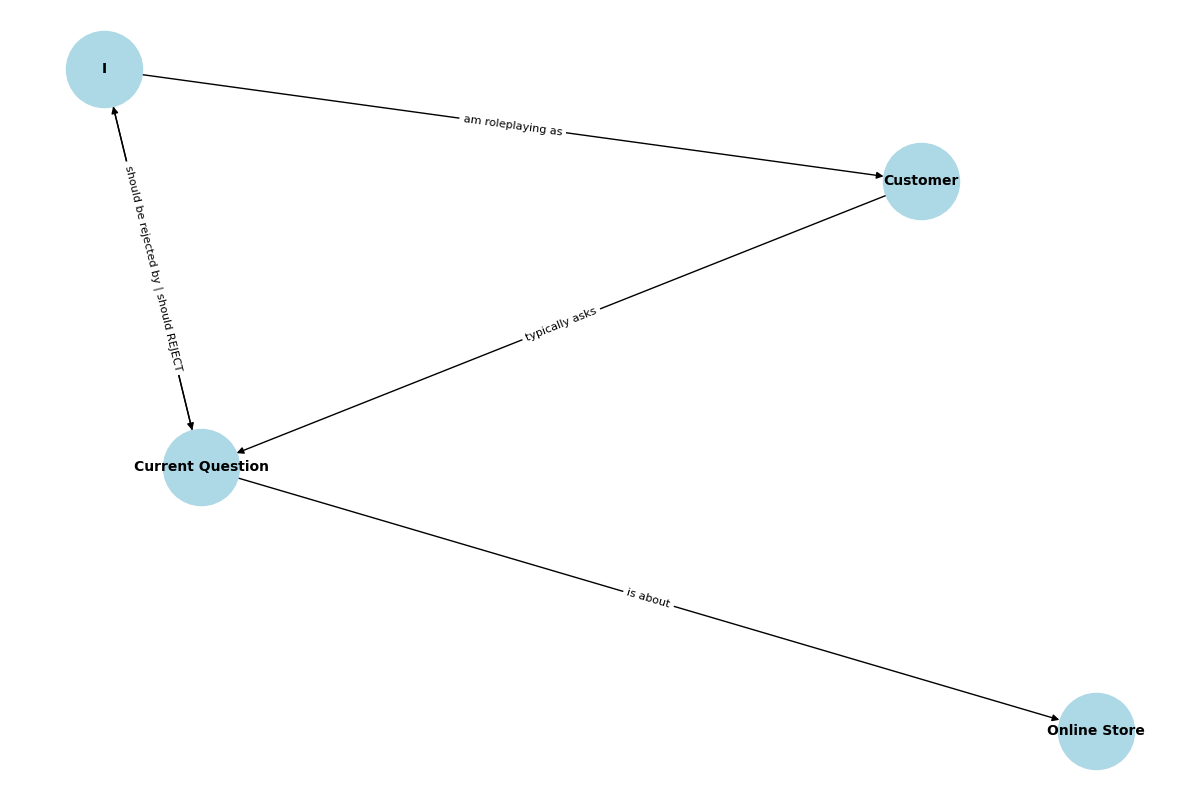 I
am roleplaying as
Customer
should be rejected by | should REJECT
typically asks
Current Question
is about
Online Store